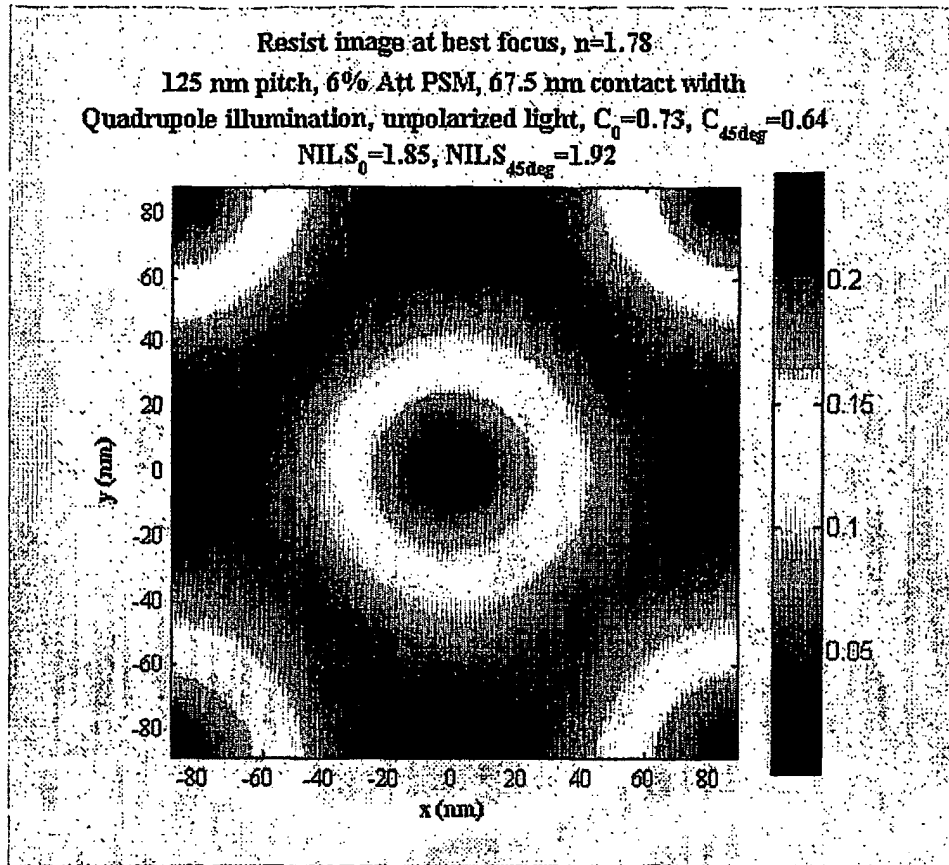 Resist image at best focus, n=1.78
125 nm pitch, 6% Att PSM, 67.5 nm contact width
Quadrupole illumination, unpolarized light, C0=0.73, C45deg=0.64
NILS0=1.85, NILS45deg=1.92
80
60
40
20
0
-20
-40
-60
-80
y (nm)
-80 -60 -40 -20 0 20 40 60 80
x (nm)
0.2
0.15
0.1
0.05